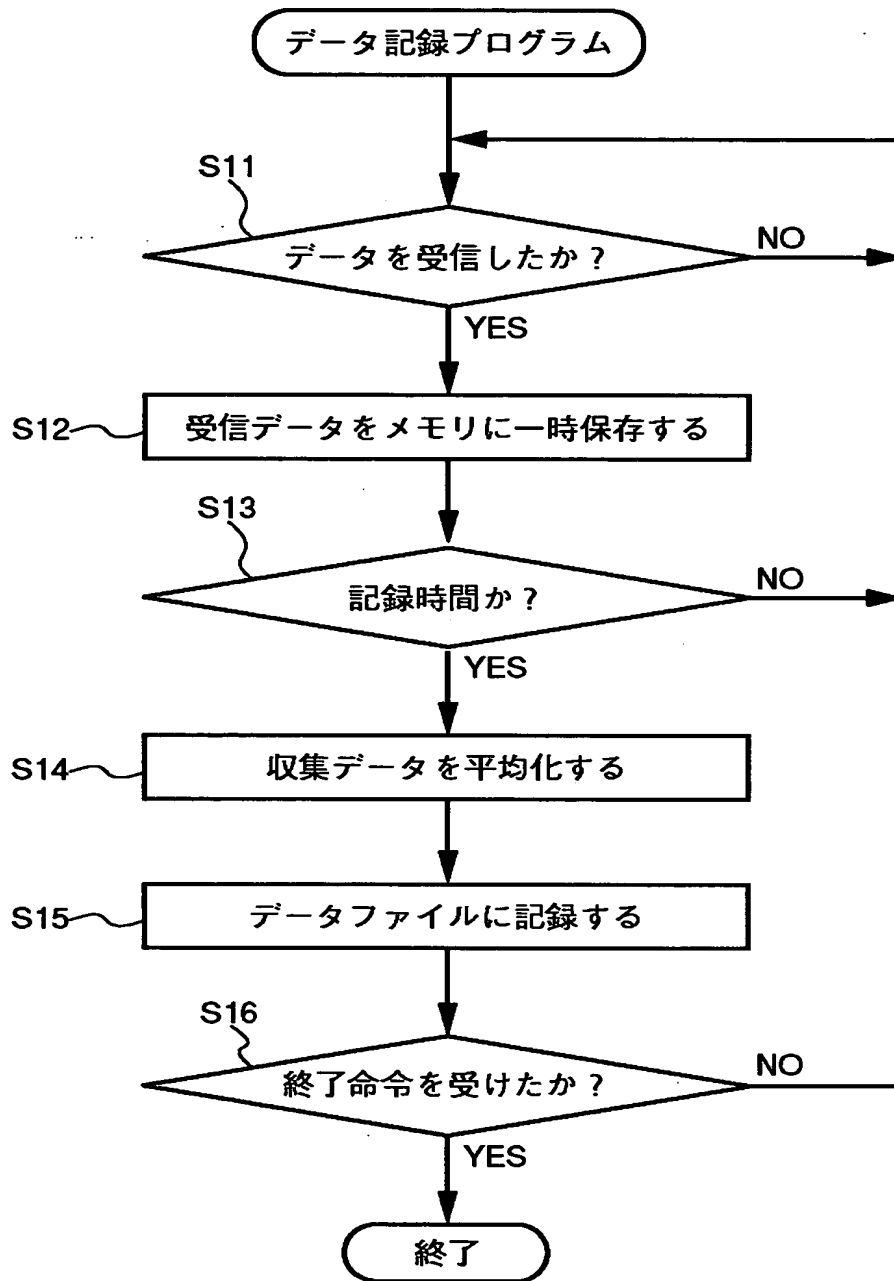 データ記録プログラム
S11
データを受信したか？
NO
YES
S12
受信データをメモリに一時保存する
S13
記録時間か？
NO
YES
S14
収集データを平均化する
S15
データファイルに記録する
S16
終了命令を受けたか？
NO
YES
終了